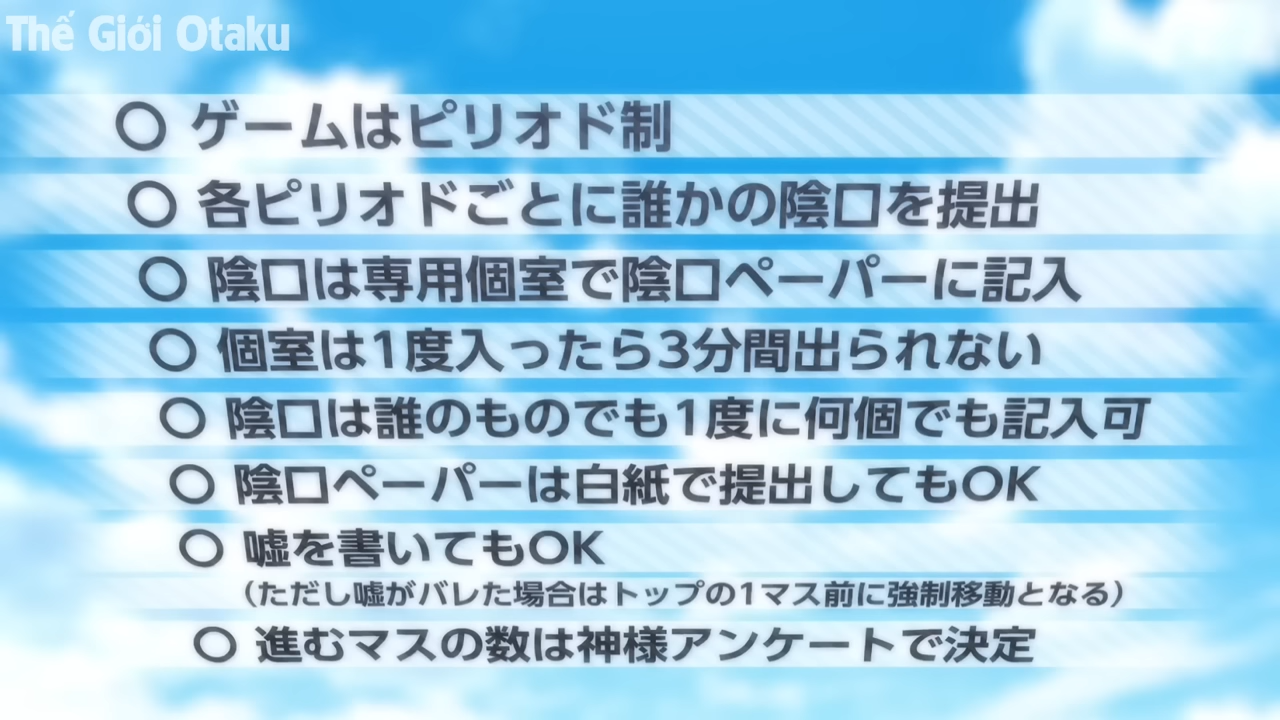 Thế Giới Otaku
○ ゲームはピリオド制
○ 各ピリオドごとに誰かの陰口を提出
○ 陰口は専用個室で陰口ペーパーに記入
○ 個室は1度入ったら3分間出られない
○ 陰口は誰のものでも1度に何個でも記入可
○ 陰口ペーパーは白紙で提出してもOK
○ 嘘を書いてもOK
（ただし嘘がバレた場合はトップの1マス前に強制移動となる）
○ 進むマスの数は神様アンケートで決定